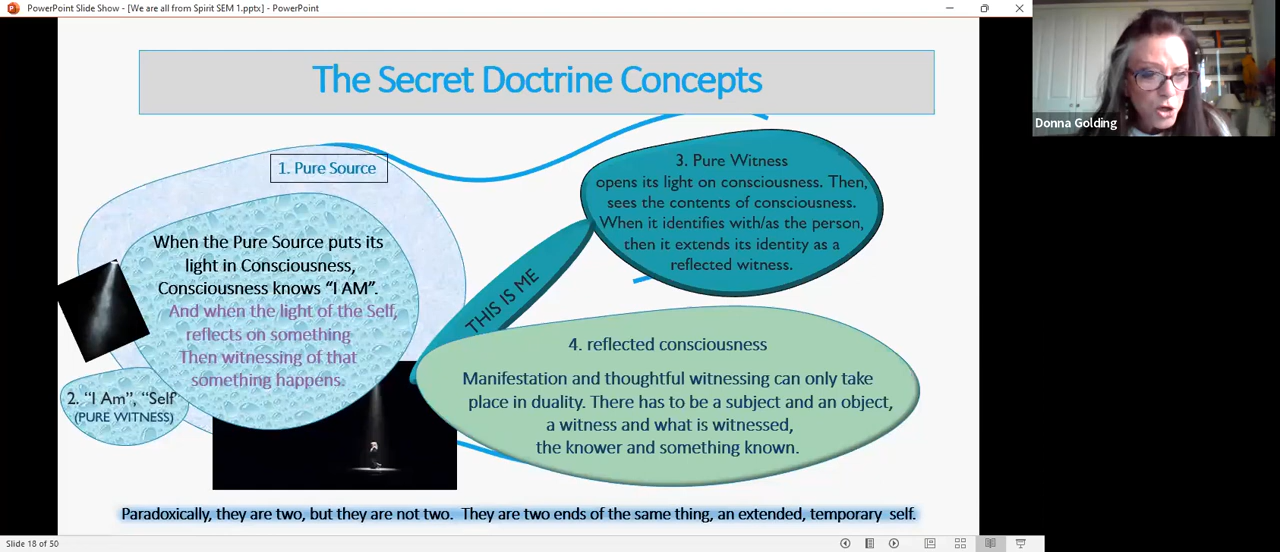 PowerPoint Slide Show - [We are all from Spirit SEM 1.pptx] - PowerPoint
Donna Golding
The Secret Doctrine Concepts
1. Pure Source
When the Pure Source puts its
light in Consciousness,
Consciousness knows “I AM”.
And when the light of the Self,
reflects on something
Then witnessing of that
something happens.
2. “I Am”, “Self”
(PURE WITNESS)
THIS IS ME
3. Pure Witness
opens its light on consciousness. Then,
sees the contents of consciousness.
When it identifies with/as the person,
then it extends its identity as a
reflected witness.
4. reflected consciousness
Manifestation and thoughtful witnessing can only take
place in duality. There has to be a subject and an object,
a witness and what is witnessed,
the knower and something known.
Paradoxically, they are two, but they are not two. They are two ends of the same thing, an extended, temporary self.
Slide 18 of 50